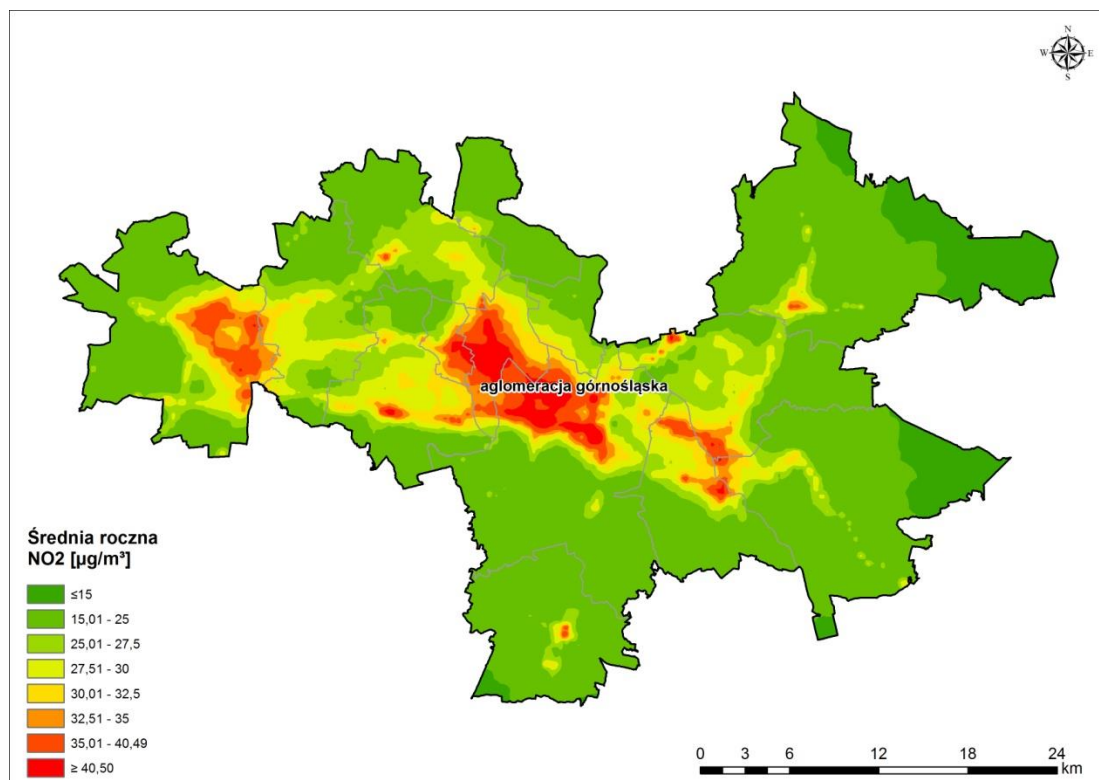 N
W E
S
aglomeracja górnośląska
Średnia roczna
NO2 [µg/m³]
≤15
15,01 - 25
25,01 - 27,5
27,51 - 30
30,01 - 32,5
32,51 - 35
35,01 - 40,49
≥ 40,50
0 3 6 12 18 24
km